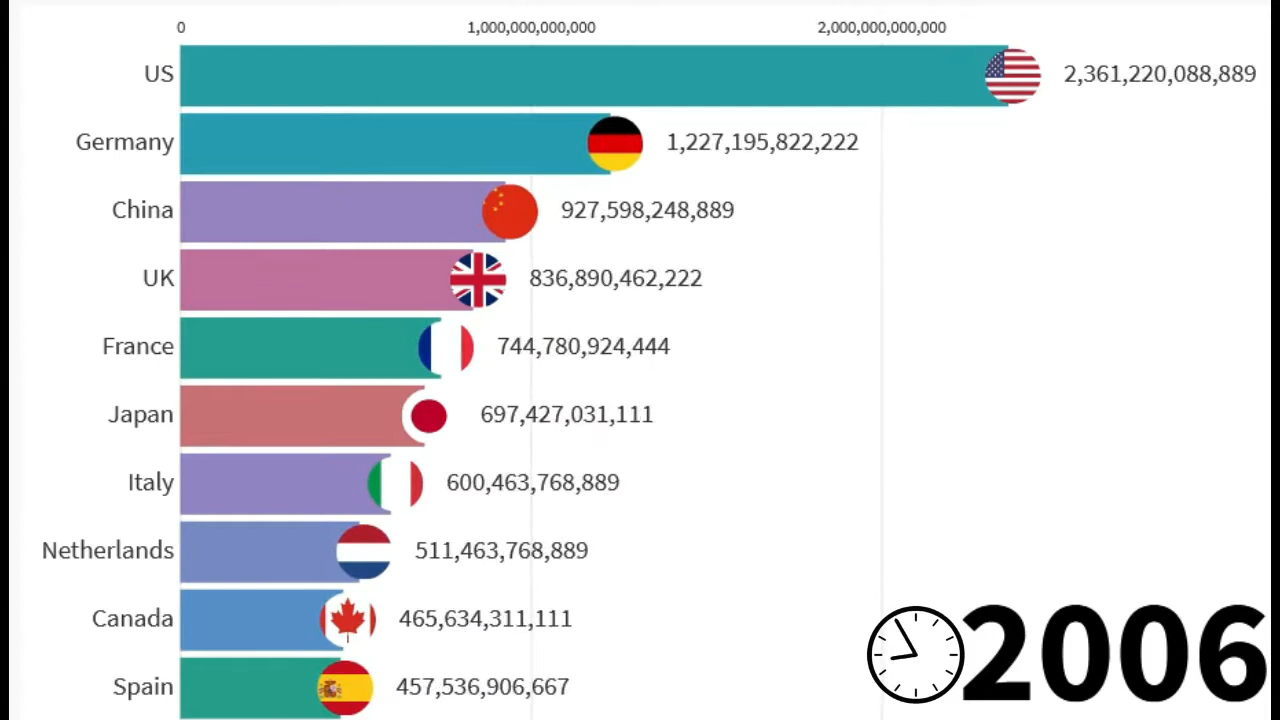 0 1,000,000,000,000 2,000,000,000,000
US 2,361,220,088,889
Germany 1,227,195,822,222
China 927,598,248,889
UK 836,890,462,222
France 744,780,924,444
Japan 697,427,031,111
Italy 600,463,768,889
Netherlands 511,463,768,889
Canada 465,634,311,111
Spain 457,536,906,667
2006